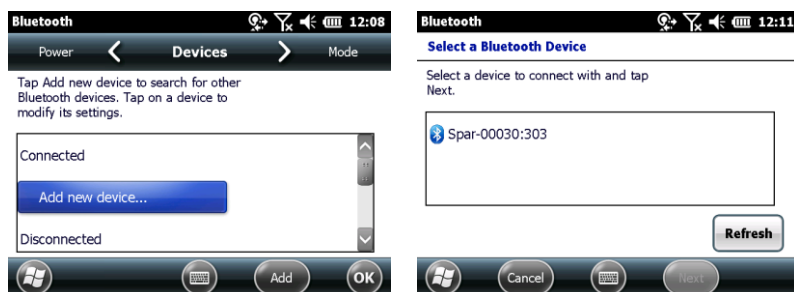 Bluetooth 12:08
Power Devices Mode
Tap Add new device to search for other
Bluetooth devices. Tap on a device to
modify its settings.
Connected
Add new device...
Disconnected
Add OK
Bluetooth 12:11
Select a Bluetooth Device
Select a device to connect with and tap
Next.
Spar-00030:303
Refresh
Cancel Next